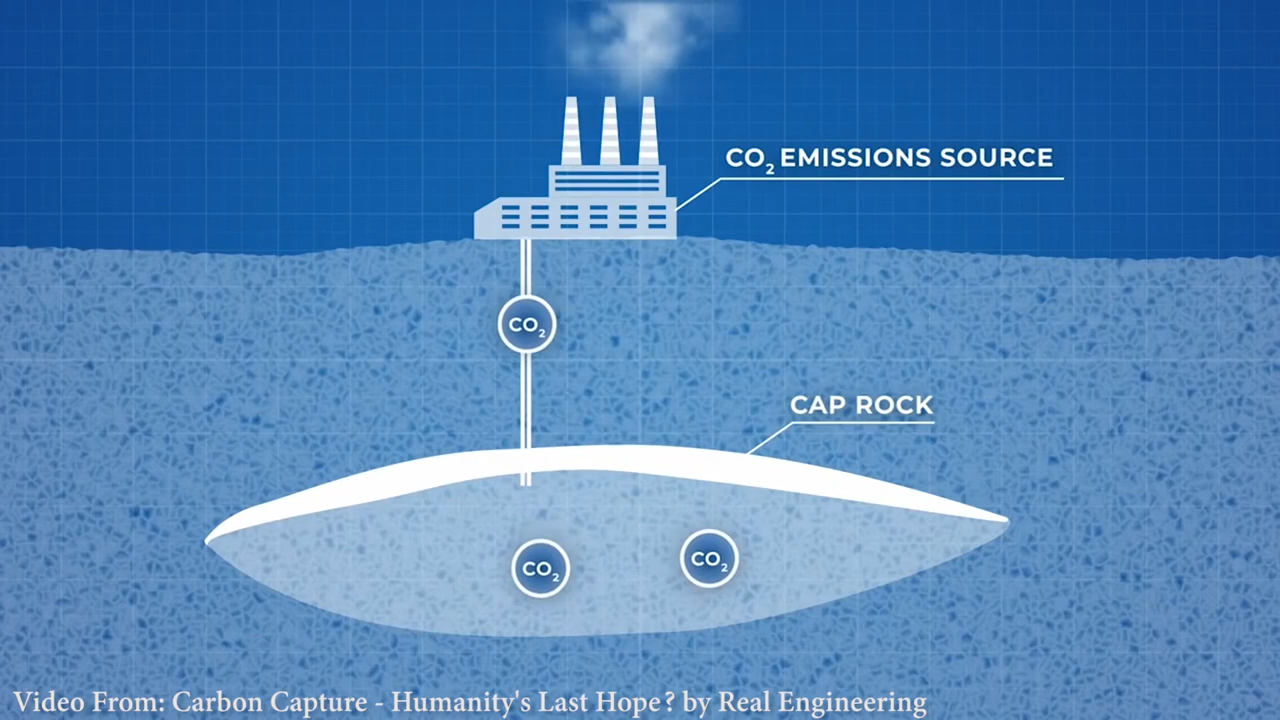 CO₂ EMISSIONS SOURCE
CO₂
CAP ROCK
CO₂
CO₂
Video From: Carbon Capture - Humanity's Last Hope? by Real Engineering